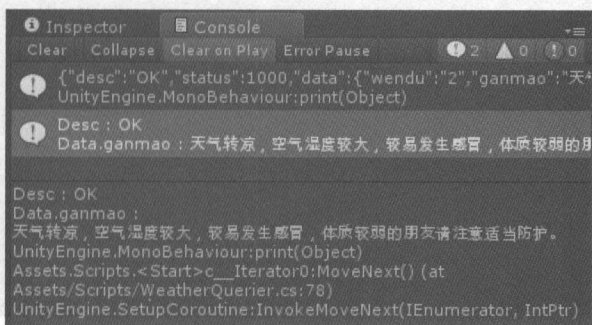 Inspector Console
Clear Collapse Clear on Play Error Pause 2 0 0
{"desc":"OK","status":1000,"data":{"wendu":"2","ganmao":"天
UnityEngine.MonoBehaviour:print(Object)
Desc : OK
Data.ganmao : 天气转凉，空气湿度较大，较易发生感冒，体质较弱的
Desc : OK
Data.ganmao :
天气转凉，空气湿度较大，较易发生感冒，体质较弱的朋友请注意适当防护。
UnityEngine.MonoBehaviour:print(Object)
Assets.Scripts.<Start>c__Iterator0:MoveNext() (at
Assets/Scripts/WeatherQuerier.cs:78)
UnityEngine.SetupCoroutine:InvokeMoveNext(IEnumerator, IntPtr)